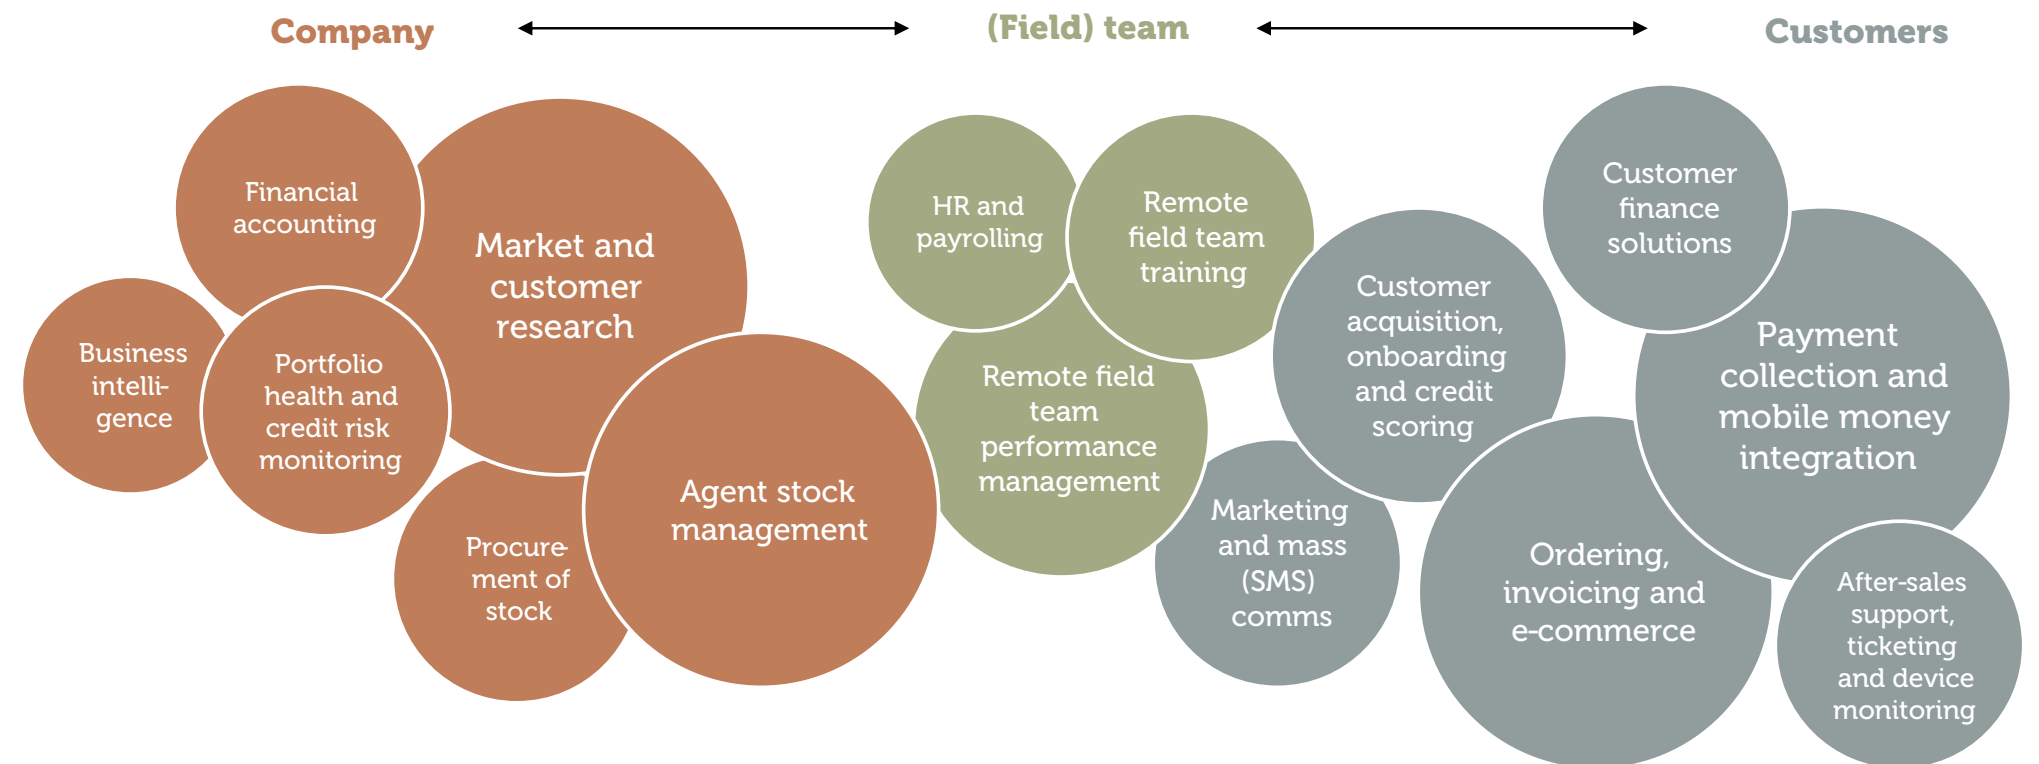 Company
(Field) team
Customers
Financial
accounting
Market and
customer
research
Business
intelli-
gence
Portfolio
health and
credit risk
monitoring
Procure-
ment of
stock
Agent stock
management
HR and
payrolling
Remote
field team
training
Remote field
team
performance
management
Customer
acquisition,
onboarding
and credit
scoring
Marketing
and mass
(SMS)
comms
Customer
finance
solutions
Payment
collection and
mobile money
integration
Ordering,
invoicing and
e-commerce
After-sales
support,
ticketing
and device
monitoring